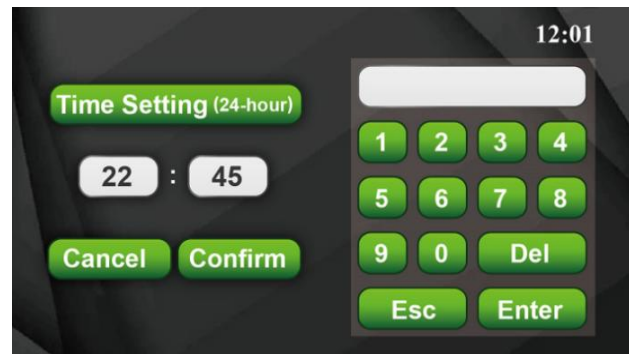 12:01
Time Setting (24-hour)
22 : 45
Cancel Confirm
1 2 3 4
5 6 7 8
9 0 Del
Esc Enter